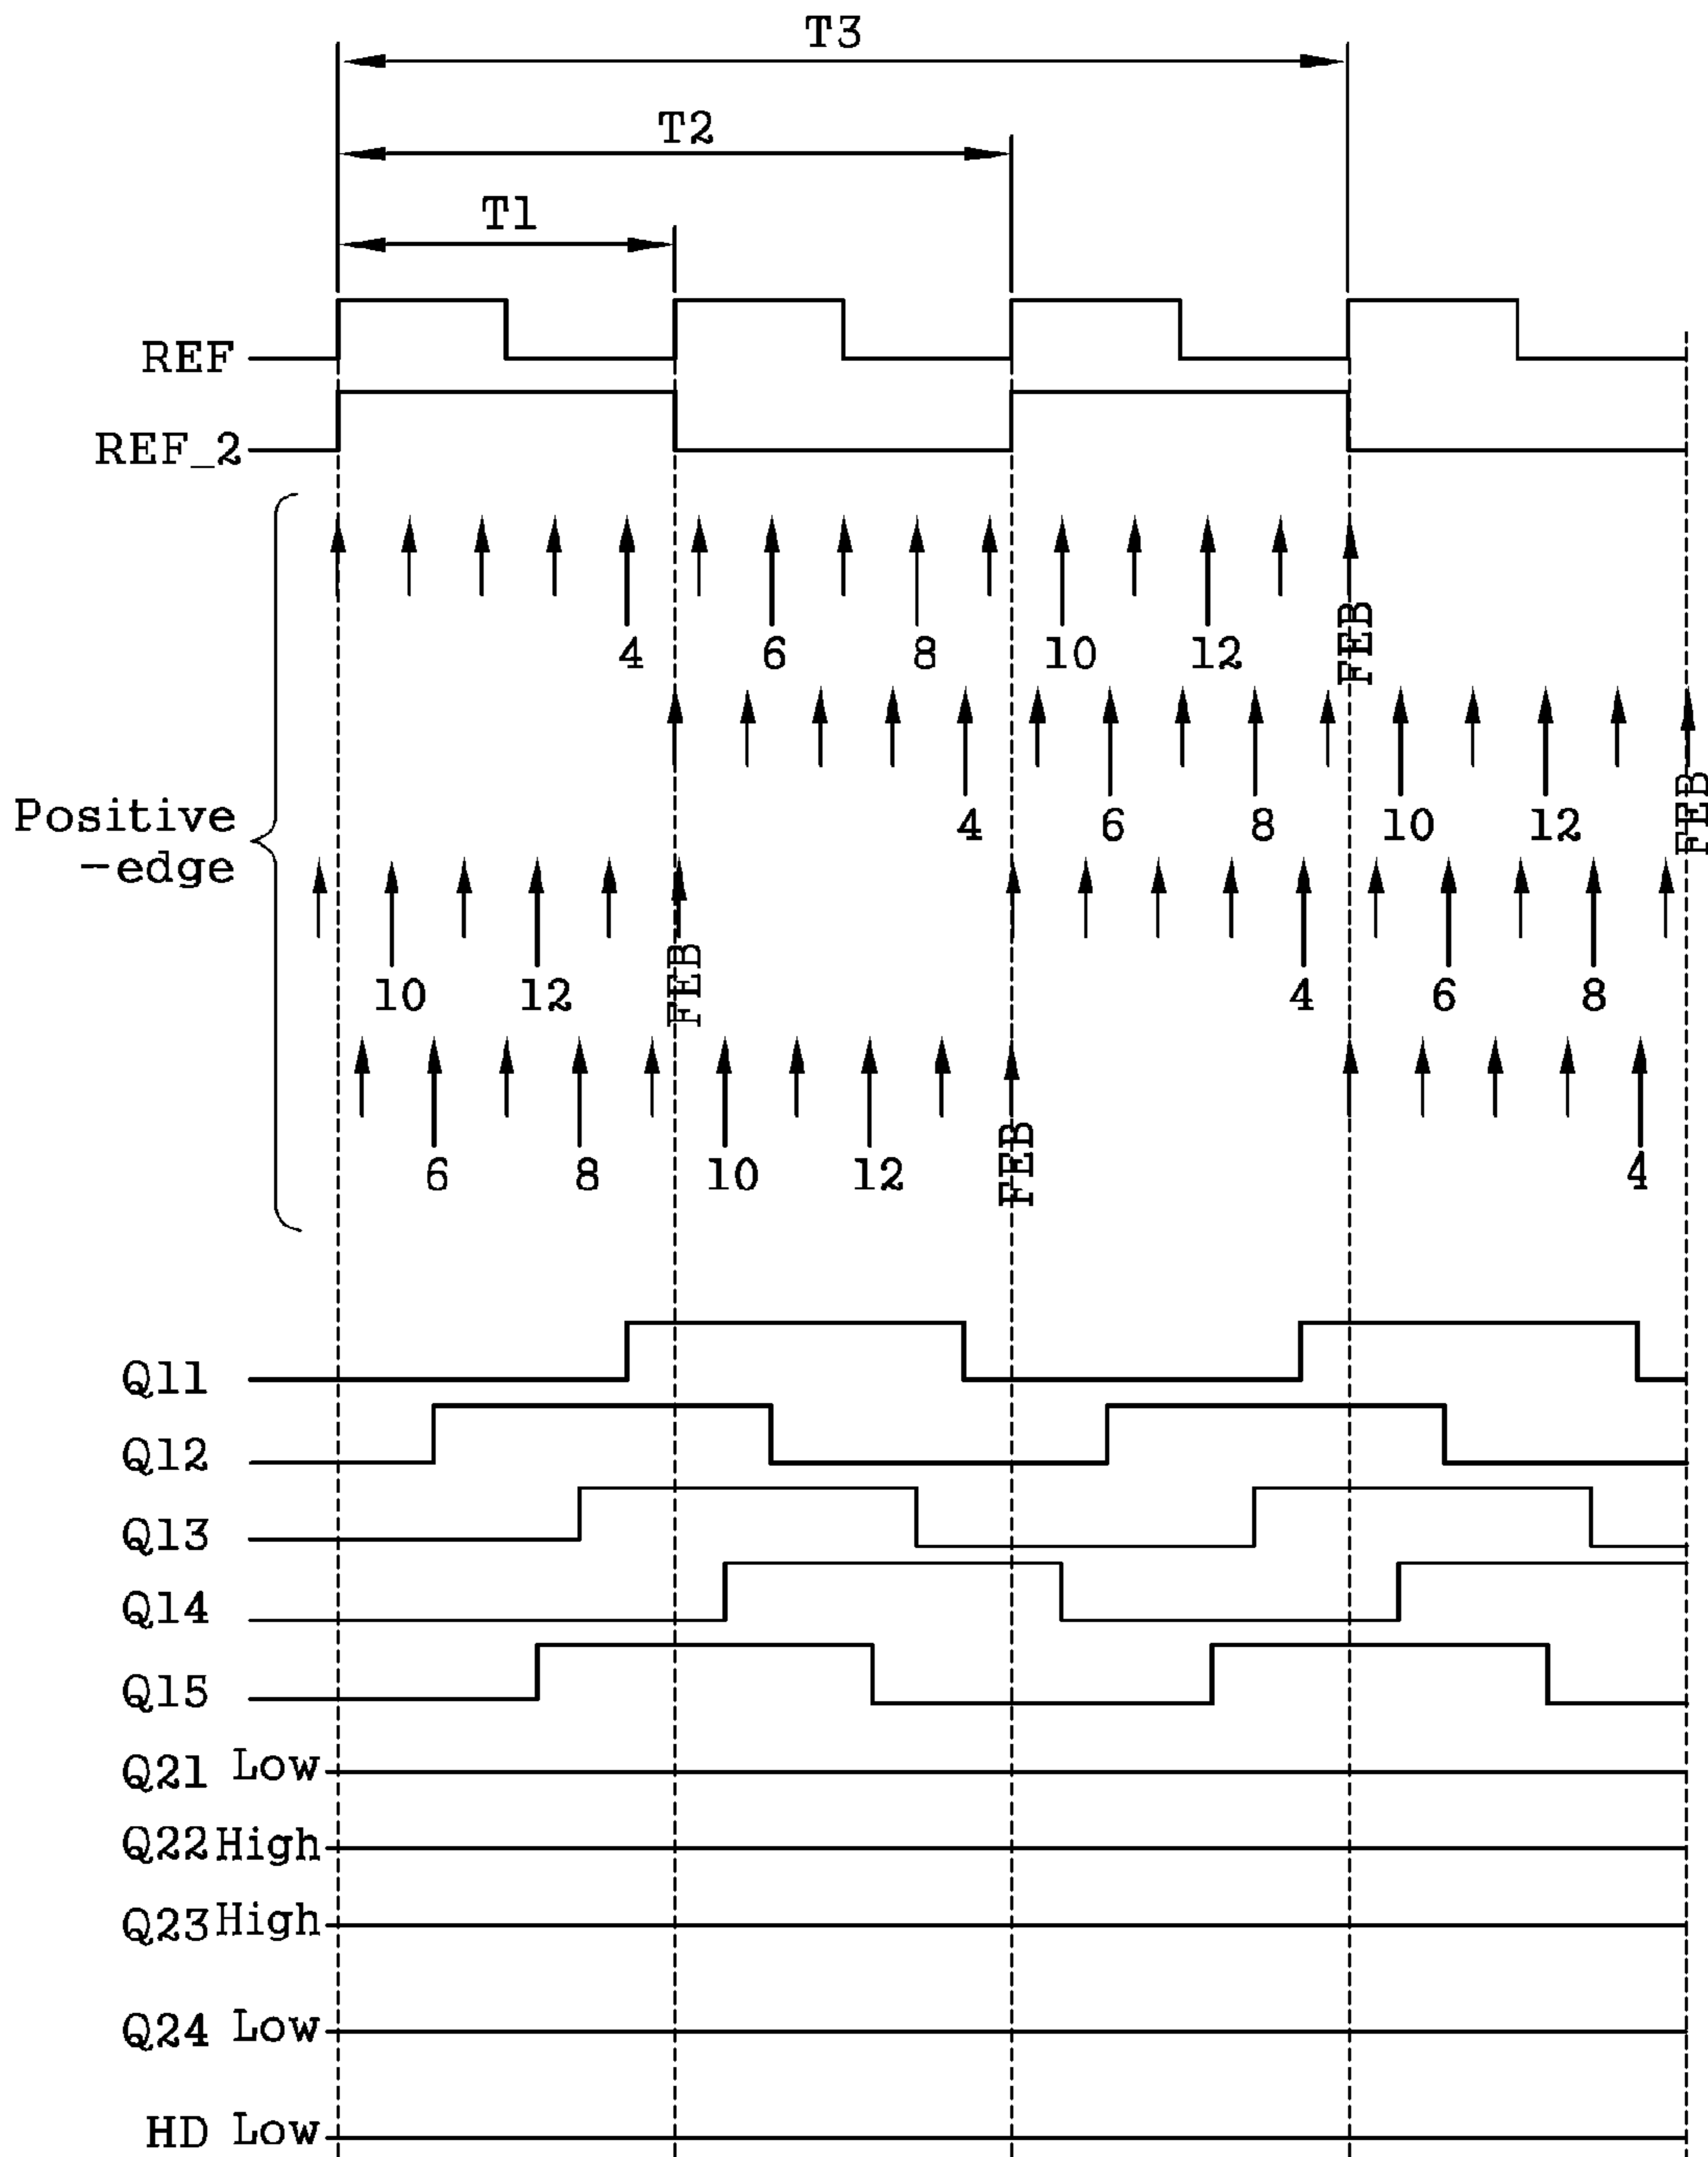 T3
T2
T1
REF
REF_2
4 6 8 10 12 FEB
4 6 8 10 12 FEB
Positive
-edge
10 12 FEB 4 6 8
6 8 10 12 FEB 4
Q11
Q12
Q13
Q14
Q15
Q21 Low
Q22 High
Q23 High
Q24 Low
HD Low